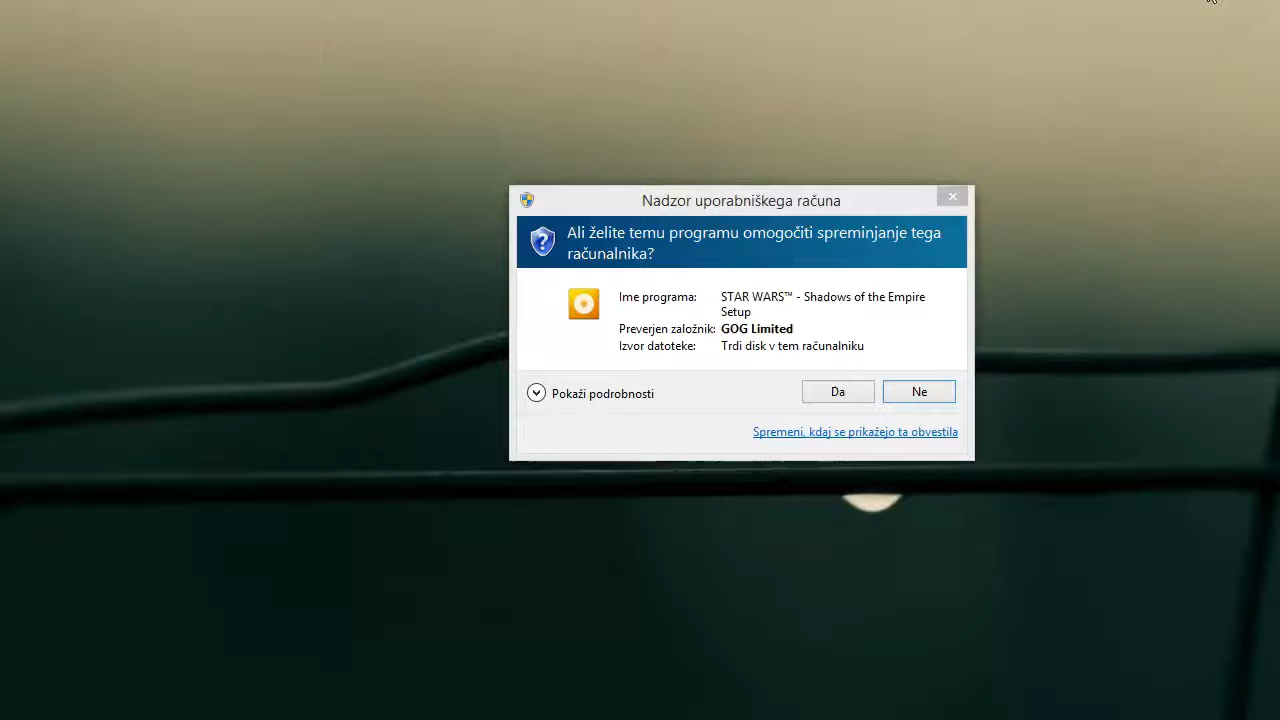 Nadzor uporabniškega računa
Ali želite temu programu omogočiti spreminjanje tega
računalnika?
Ime programa: STAR WARS™ - Shadows of the Empire
Setup
Preverjen založnik: GOG Limited
Izvor datoteke: Trdi disk v tem računalniku
Pokaži podrobnosti Da Ne
Spremeni, kdaj se prikažejo ta obvestila